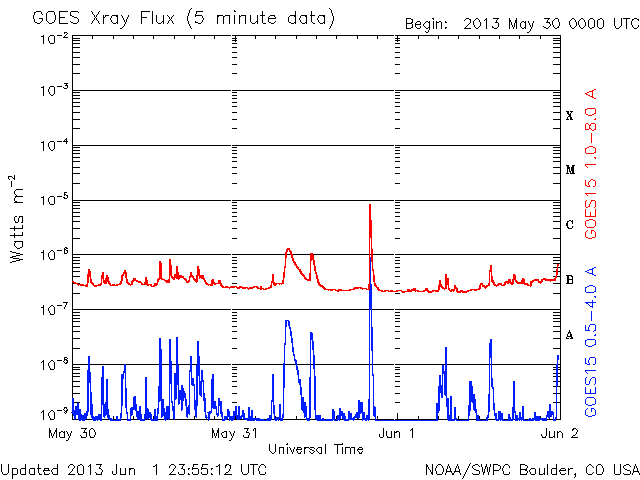 GOES Xray Flux (5 minute data)
Begin: 2013 May 30 0000 UTC
10⁻²
10⁻³
10⁻⁴
10⁻⁵
10⁻⁶
10⁻⁷
10⁻⁸
10⁻⁹
Watts m⁻²
X
M
C
B
A
GOES15 1.0-8.0 A
GOES15 0.5-4.0 A
May 30
May 31
Jun 1
Jun 2
Universal Time
Updated 2013 Jun 1 23:55:12 UTC
NOAA/SWPC Boulder, CO USA